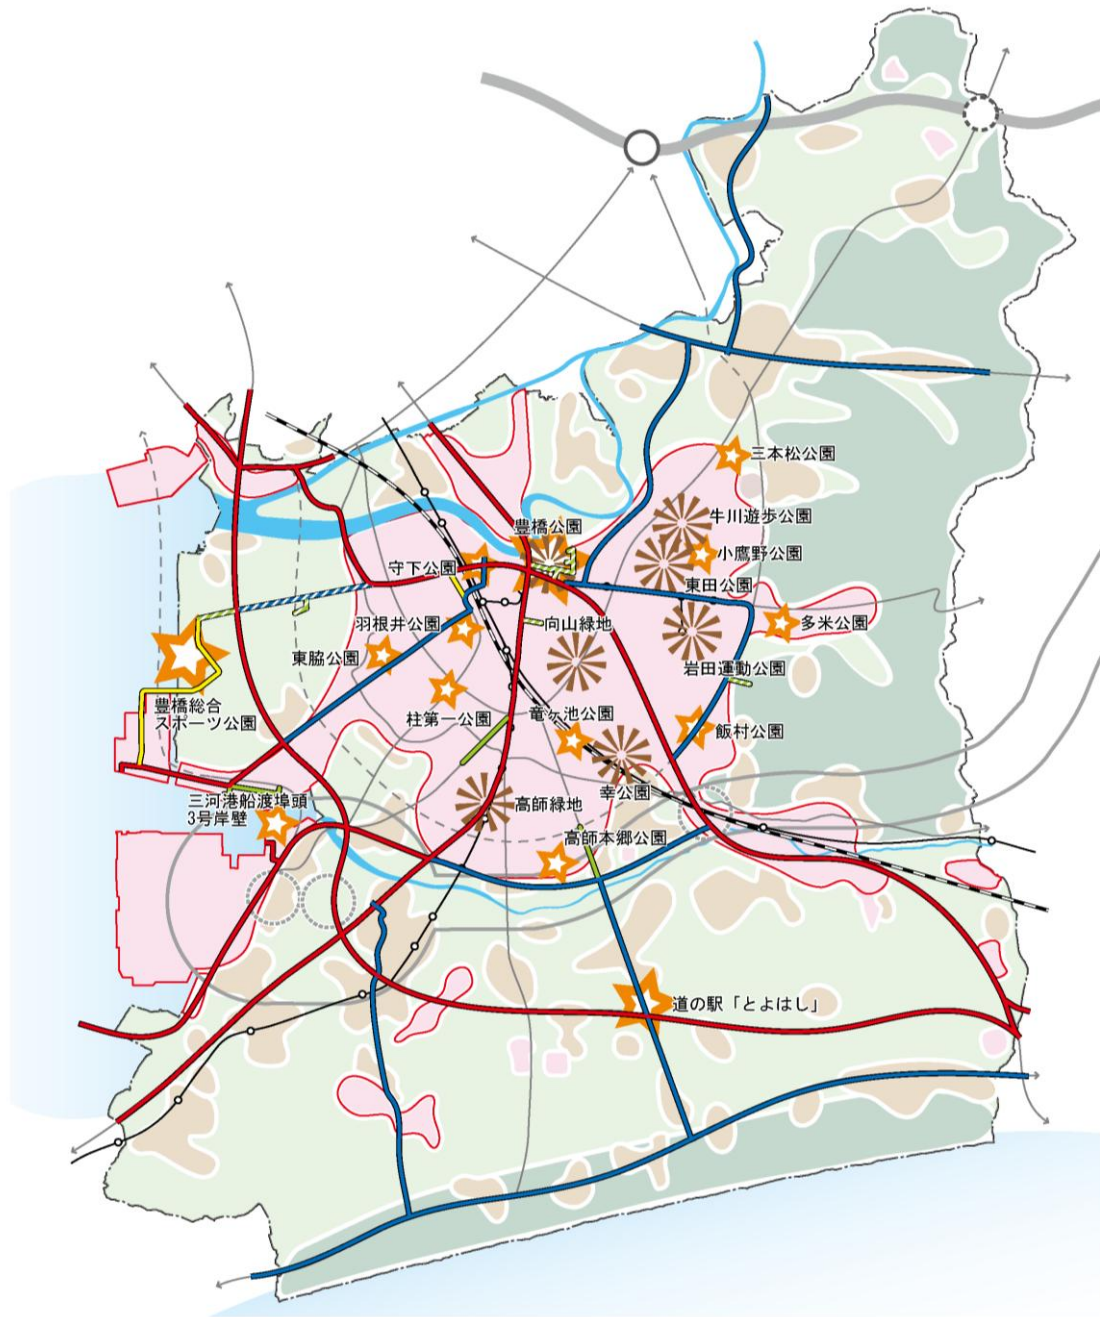 三本松公園
牛川遊歩公園
豊橋公園
小鷹野公園
守下公園
東田公園
羽根井公園
向山緑地
多米公園
東脇公園
岩田運動公園
豊橋総合
スポーツ公園
柱第一公園
竜ヶ池公園
飯村公園
幸公園
三河港船渡埠頭
3号岸壁
高師緑地
高師本郷公園
道の駅「とよはし」